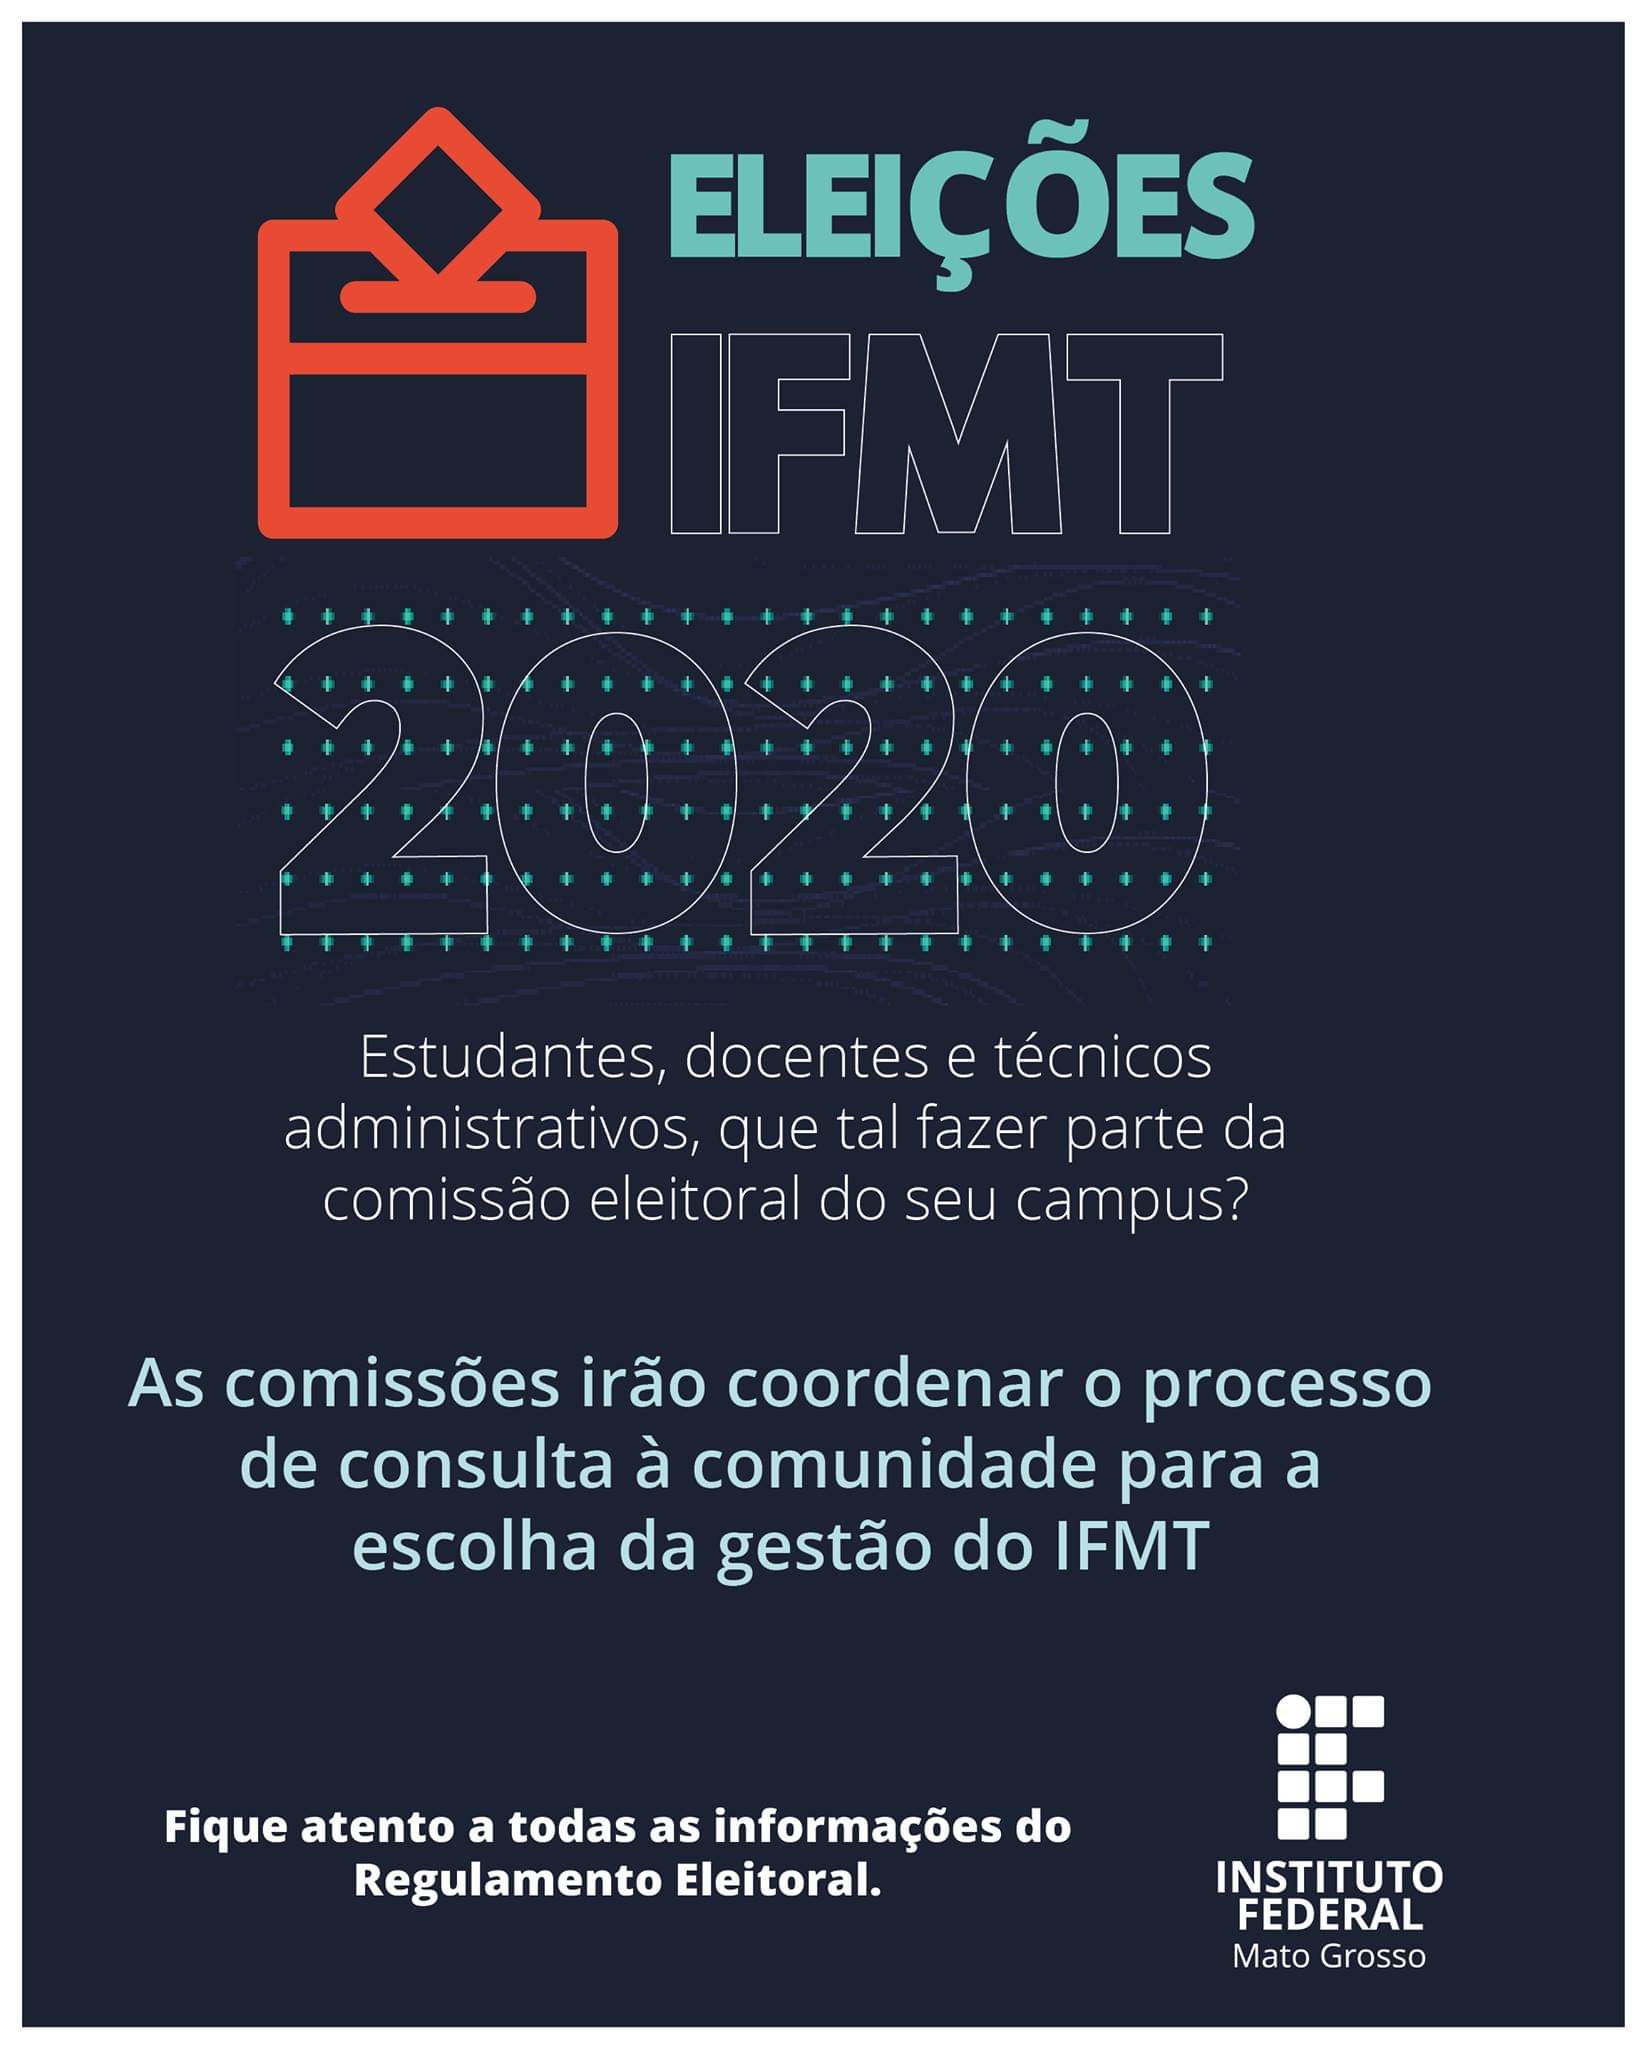 ELEIÇÕES
IFMT
2020
Estudantes, docentes e técnicos
administrativos, que tal fazer parte da
comissão eleitoral do seu campus?
As comissões irão coordenar o processo
de consulta à comunidade para a
escolha da gestão do IFMT
Fique atento a todas as informações do
Regulamento Eleitoral.
INSTITUTO
FEDERAL
Mato Grosso